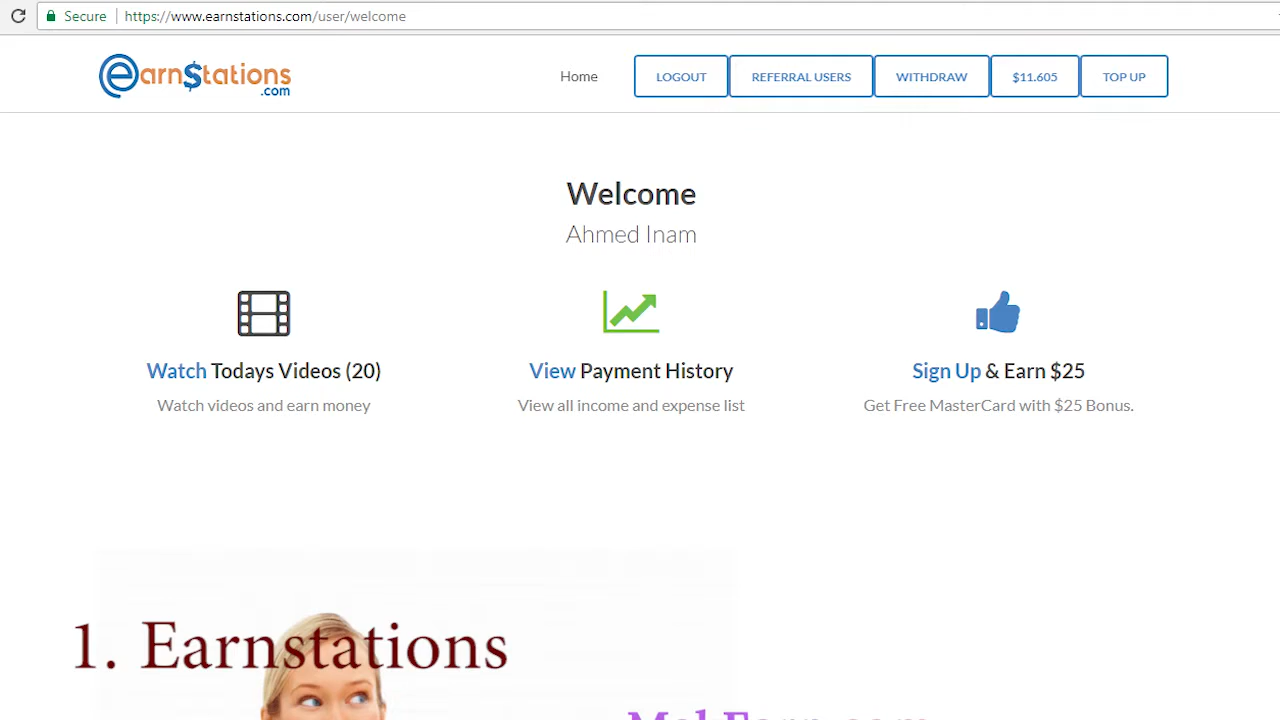 Secure https://www.earnstations.com/user/welcome
earn$tations
.com
Home LOGOUT REFERRAL USERS WITHDRAW $11.605 TOP UP
Welcome
Ahmed Inam
Watch Todays Videos (20)
Watch videos and earn money
View Payment History
View all income and expense list
Sign Up & Earn $25
Get Free MasterCard with $25 Bonus.
1. Earnstations